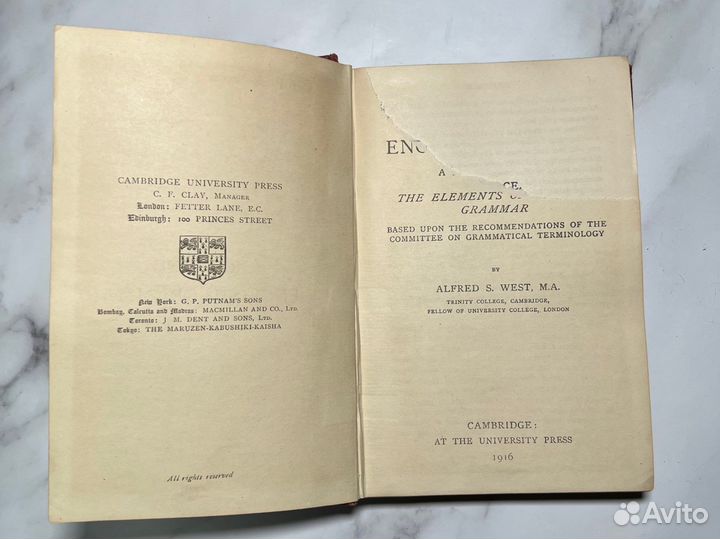 CAMBRIDGE UNIVERSITY PRESS
C. F. CLAY, MANAGER
London: FETTER LANE, E.C.
Edinburgh: 100 PRINCES STREET
New York: G. P. PUTNAM'S SONS
Bombay, Calcutta and Madras: MACMILLAN AND CO., LTD.
Toronto: J. M. DENT AND SONS, LTD.
Tokyo: THE MARUZEN-KABUSHIKI-KAISHA
All rights reserved
A
THE ELEMENTS
GRAMMAR
BASED UPON THE RECOMMENDATIONS OF THE
COMMITTEE ON GRAMMATICAL TERMINOLOGY
BY
ALFRED S. WEST, M.A.
TRINITY COLLEGE, CAMBRIDGE,
FELLOW OF UNIVERSITY COLLEGE, LONDON
CAMBRIDGE:
AT THE UNIVERSITY PRESS
1916
Avito